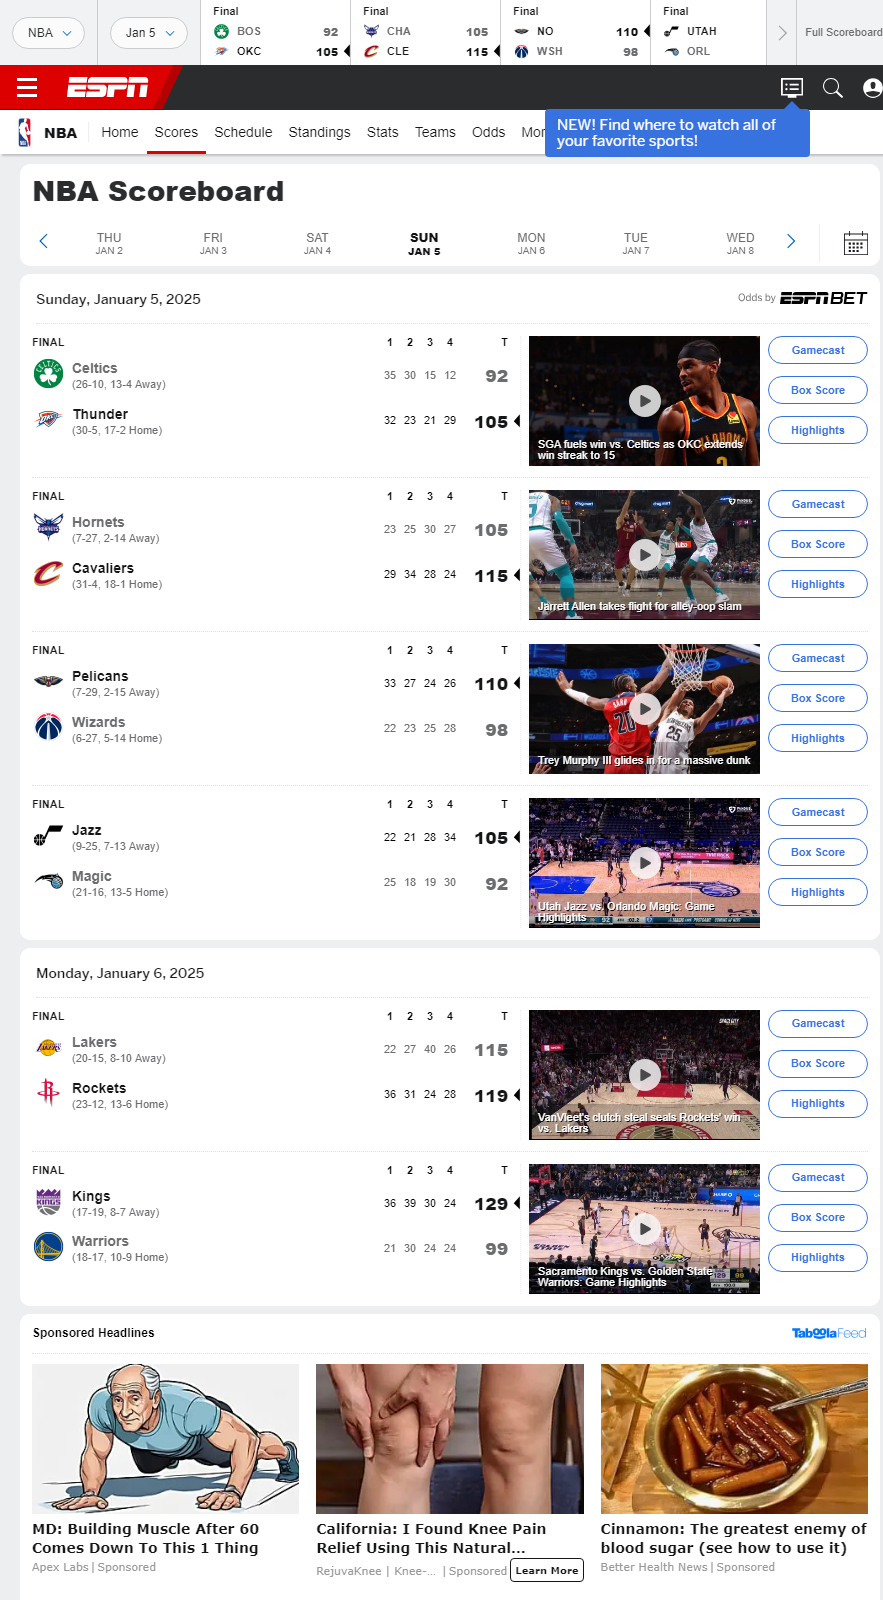 NBA
Jan 5
Final
BOS 92
OKC 105
Final
CHA 105
CLE 115
Final
NO 110
WSH 98
Final
UTAH
ORL
Full Scoreboard
ESPN
NBA Home Scores Schedule Standings Stats Teams Odds Mor
NEW! Find where to watch all of
your favorite sports!
NBA Scoreboard
THU FRI SAT SUN MON TUE WED
JAN 2 JAN 3 JAN 4 JAN 5 JAN 6 JAN 7 JAN 8
Sunday, January 5, 2025
Odds by ESPN BET
FINAL 1 2 3 4 T
Celtics 35 30 15 12 92
(26-10, 13-4 Away)
Thunder 32 23 21 29 105
(30-5, 17-2 Home)
SGA fuels win vs. Celtics as OKC extends
win streak to 15
Gamecast
Box Score
Highlights
FINAL 1 2 3 4 T
Hornets 23 25 30 27 105
(7-27, 2-14 Away)
Cavaliers 29 34 28 24 115
(31-4, 18-1 Home)
Jarrett Allen takes flight for alley-oop slam
Gamecast
Box Score
Highlights
FINAL 1 2 3 4 T
Pelicans 33 27 24 26 110
(7-29, 2-15 Away)
Wizards 22 23 25 28 98
(6-27, 5-14 Home)
Trey Murphy III glides in for a massive dunk
Gamecast
Box Score
Highlights
FINAL 1 2 3 4 T
Jazz 22 21 28 34 105
(9-25, 7-13 Away)
Magic 25 18 19 30 92
(21-16, 13-5 Home)
Utah Jazz vs. Orlando Magic: Game
Highlights
Gamecast
Box Score
Highlights
Monday, January 6, 2025
FINAL 1 2 3 4 T
Lakers 22 27 40 26 115
(20-15, 8-10 Away)
Rockets 36 31 24 28 119
(23-12, 13-6 Home)
VanVleet's clutch steal seals Rockets' win
vs. Lakers
Gamecast
Box Score
Highlights
FINAL 1 2 3 4 T
Kings 36 39 30 24 129
(17-19, 8-7 Away)
Warriors 21 30 24 24 99
(18-17, 10-9 Home)
Sacramento Kings vs. Golden State
Warriors: Game Highlights
Gamecast
Box Score
Highlights
Sponsored Headlines
Taboola Feed
MD: Building Muscle After 60
Comes Down To This 1 Thing
Apex Labs | Sponsored
California: I Found Knee Pain
Relief Using This Natural...
RejuvaKnee | Knee-... | Sponsored
Learn More
Cinnamon: The greatest enemy of
blood sugar (see how to use it)
Better Health News | Sponsored